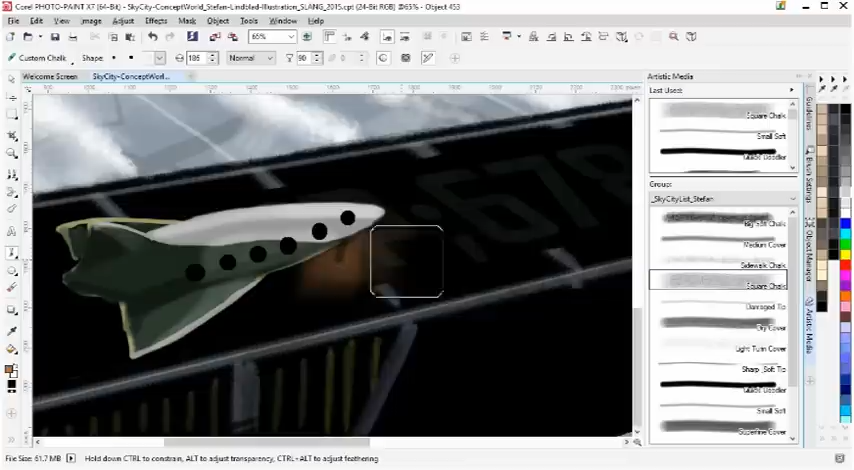 Corel PHOTO-PAINT X7 (64-Bit) - SkyCity-ConceptWorld_Stefan-Lindblad-Illustration_SLANG_2015.cpt (24-Bit RGB) @65% - Object 453
File Edit View Image Adjust Effects Mask Object Tools Window Help
65%
Custom Chalk Shape: 186 Normal 90
Welcome Screen SkyCity-ConceptWorl...
Artistic Media
Last Used:
Square Chalk
Small Soft
Group:
_SkyCityList_Stefan
Big Soft Chalk
Medium Cover
Sidewalk Chalk
Square Chalk
Damaged Tip
Dry Cover
Light Turn Cover
Sharp_Soft Tip
Small Soft
Superfine Cover
Guidelines
Brush Settings
Object Manager
Artistic Media
File Size: 61.7 MB Hold down CTRL to constrain, ALT to adjust transparency, CTRL+ALT to adjust feathering